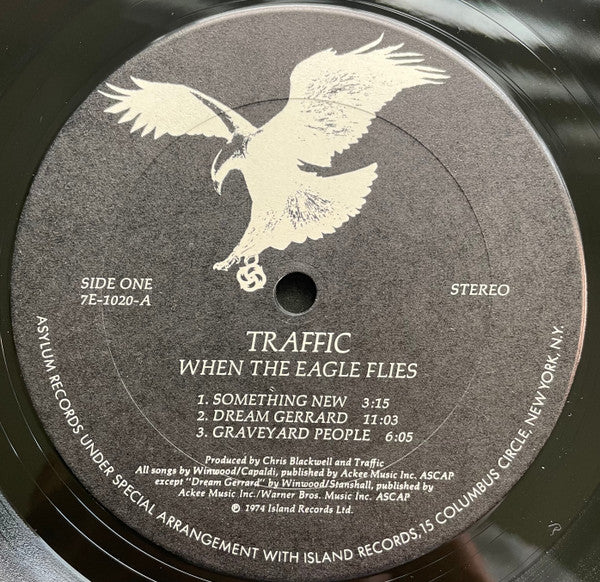 SIDE ONE
7E-1020-A
STEREO
TRAFFIC
WHEN THE EAGLE FLIES
1. SOMETHING NEW 3:15
2. DREAM GERRARD 11:03
3. GRAVEYARD PEOPLE 6:05
Produced by Chris Blackwell and Traffic
All songs by Winwood/Capaldi, published by Ackee Music Inc. ASCAP
except "Dream Gerrard" by Winwood/Stanshall, published by
Ackee Music Inc./Warner Bros. Music Inc. ASCAP
℗ 1974 Island Records Ltd.
ASYLUM RECORDS UNDER SPECIAL ARRANGEMENT WITH ISLAND RECORDS, 15 COLUMBUS CIRCLE, NEW YORK, N.Y.